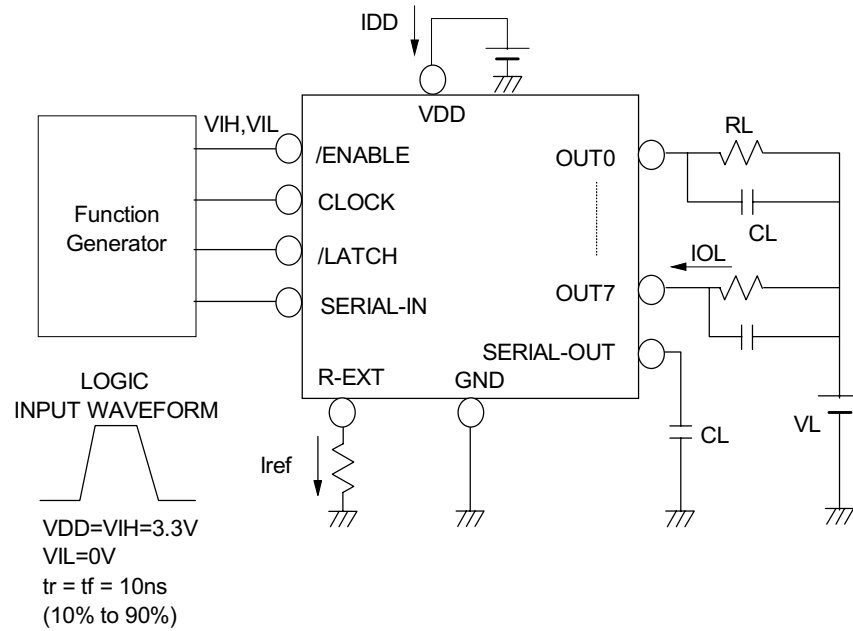 IDD
VDD
VIH,VIL
Function
Generator
/ENABLE
CLOCK
/LATCH
SERIAL-IN
OUT0
RL
CL
IOL
OUT7
SERIAL-OUT
R-EXT
GND
Iref
CL
VL
LOGIC
INPUT WAVEFORM
VDD=VIH=3.3V
VIL=0V
tr = tf = 10ns
(10% to 90%)